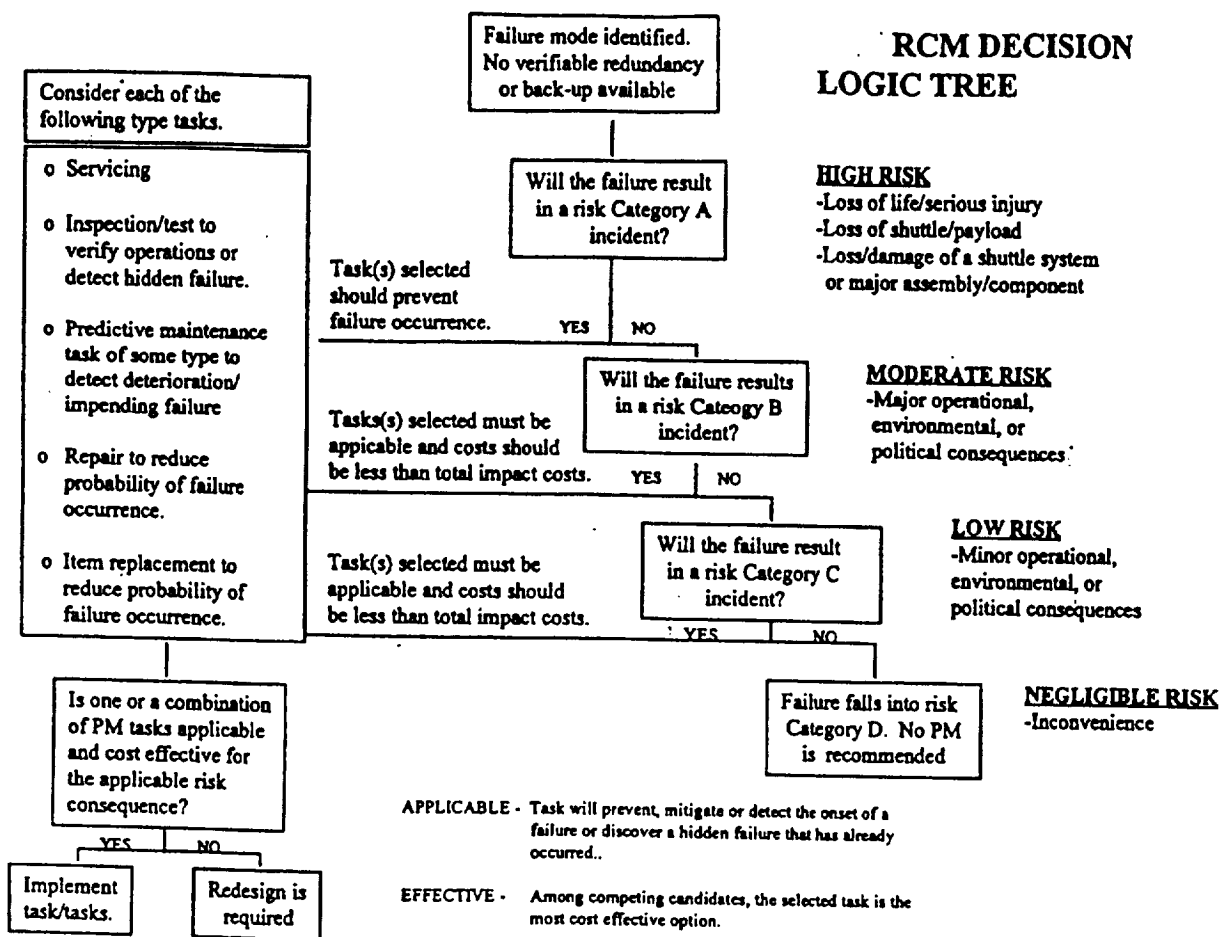 RCM DECISION
LOGIC TREE
Failure mode identified.
No verifiable redundancy
or back-up available
Consider each of the
following type tasks.
o Servicing
o Inspection/test to
verify operations or
detect hidden failure.
o Predictive maintenance
task of some type to
detect deterioration/
impending failure
o Repair to reduce
probability of failure
occurrence.
o Item replacement to
reduce probability of
failure occurrence.
Will the failure result
in a risk Category A
incident?
HIGH RISK
-Loss of life/serious injury
-Loss of shuttle/payload
-Loss/damage of a shuttle system
or major assembly/component
Task(s) selected
should prevent
failure occurrence.
YES NO
Will the failure results
in a risk Cateogy B
incident?
MODERATE RISK
-Major operational,
environmental, or
political consequences
Tasks(s) selected must be
appicable and costs should
be less than total impact costs.
YES NO
Will the failure result
in a risk Category C
incident?
LOW RISK
-Minor operational,
environmental, or
political consequences
Task(s) selected must be
applicable and costs should
be less than total impact costs.
YES NO
Failure falls into risk
Category D. No PM
is recommended
NEGLIGIBLE RISK
-Inconvenience
Is one or a combination
of PM tasks applicable
and cost effective for
the applicable risk
consequence?
YES NO
Implement
task/tasks.
Redesign is
required
APPLICABLE - Task will prevent, mitigate or detect the onset of a
failure or discover a hidden failure that has already
occurred..
EFFECTIVE - Among competing candidates, the selected task is the
most cost effective option.